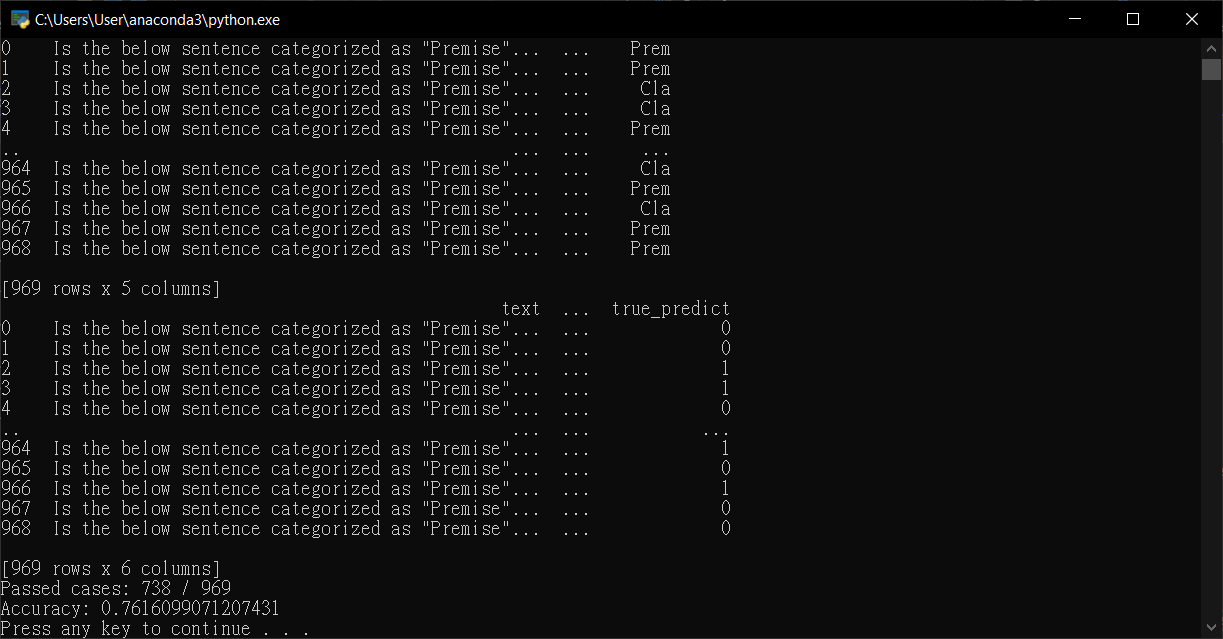 C:\Users\User\anaconda3\python.exe
0 Is the below sentence categorized as "Premise"... ... Prem
1 Is the below sentence categorized as "Premise"... ... Prem
2 Is the below sentence categorized as "Premise"... ... Cla
3 Is the below sentence categorized as "Premise"... ... Cla
4 Is the below sentence categorized as "Premise"... ... Prem
.. ... ... ...
964 Is the below sentence categorized as "Premise"... ... Cla
965 Is the below sentence categorized as "Premise"... ... Prem
966 Is the below sentence categorized as "Premise"... ... Cla
967 Is the below sentence categorized as "Premise"... ... Prem
968 Is the below sentence categorized as "Premise"... ... Prem
[969 rows x 5 columns]
text ... true_predict
0 Is the below sentence categorized as "Premise"... ... 0
1 Is the below sentence categorized as "Premise"... ... 0
2 Is the below sentence categorized as "Premise"... ... 1
3 Is the below sentence categorized as "Premise"... ... 1
4 Is the below sentence categorized as "Premise"... ... 0
.. ... ... ...
964 Is the below sentence categorized as "Premise"... ... 1
965 Is the below sentence categorized as "Premise"... ... 0
966 Is the below sentence categorized as "Premise"... ... 1
967 Is the below sentence categorized as "Premise"... ... 0
968 Is the below sentence categorized as "Premise"... ... 0
[969 rows x 6 columns]
Passed cases: 738 / 969
Accuracy: 0.7616099071207431
Press any key to continue . . .